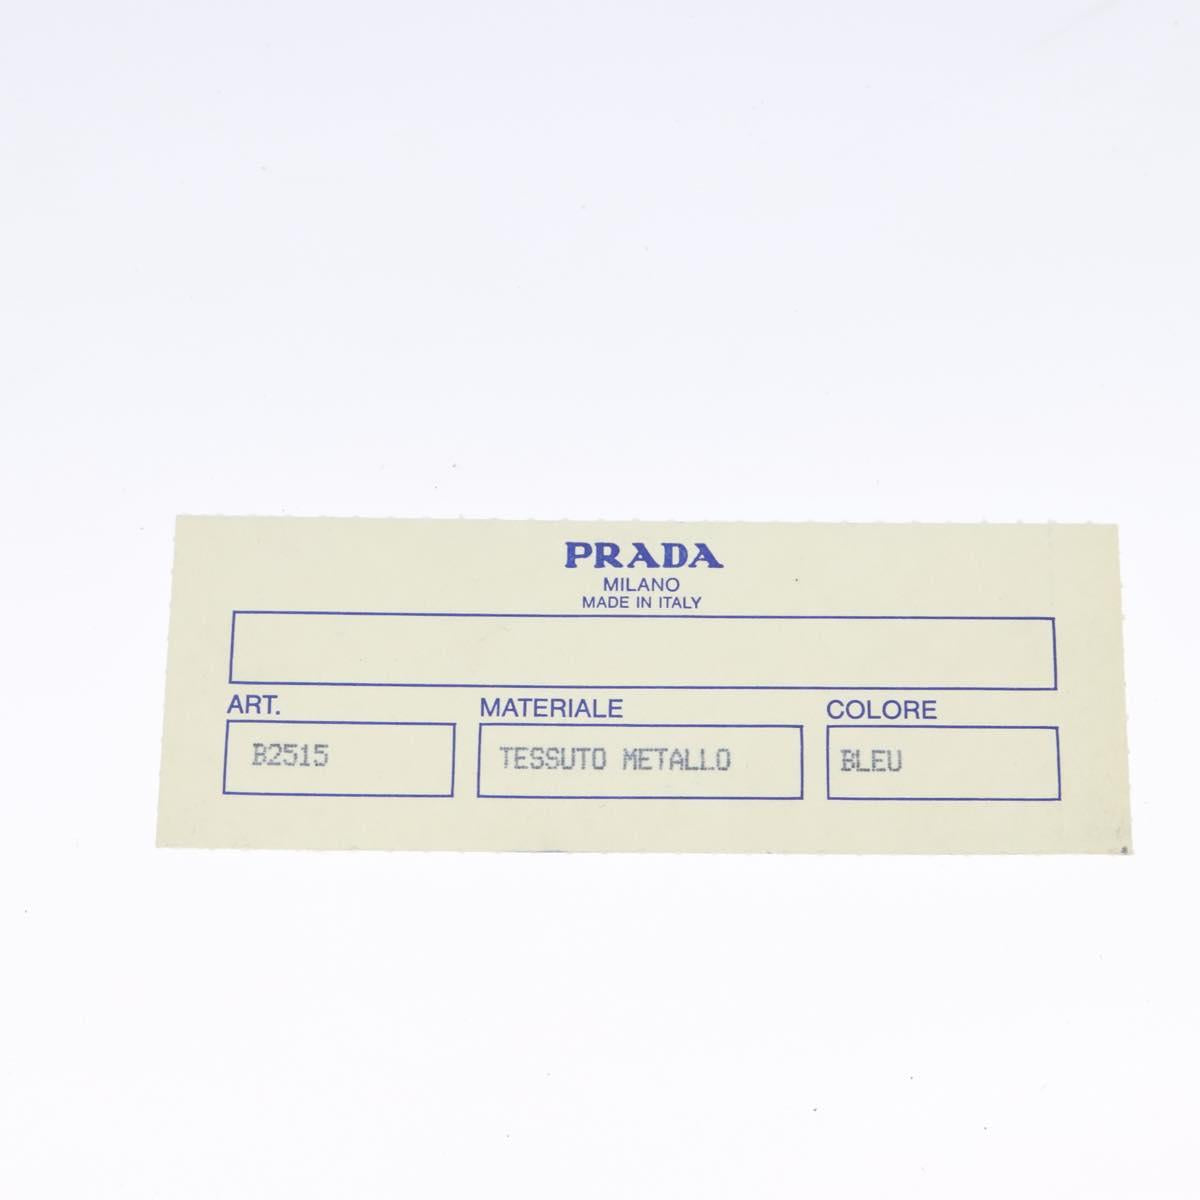 PRADA
MILANO
MADE IN ITALY
ART. MATERIALE COLORE
B2515 TESSUTO METALLO BLEU